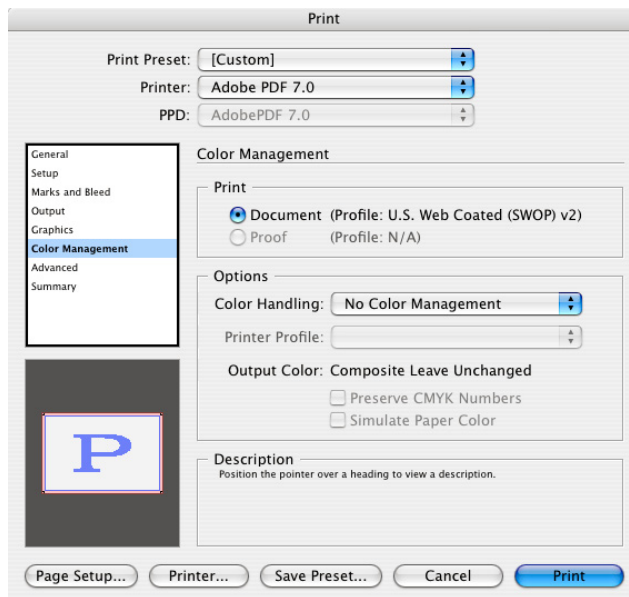 Print
Print Preset: [Custom]
Printer: Adobe PDF 7.0
PPD: AdobePDF 7.0
General
Setup
Marks and Bleed
Output
Graphics
Color Management
Advanced
Summary
Color Management
Print
Document (Profile: U.S. Web Coated (SWOP) v2)
Proof (Profile: N/A)
Options
Color Handling: No Color Management
Printer Profile:
Output Color: Composite Leave Unchanged
Preserve CMYK Numbers
Simulate Paper Color
P
Description
Position the pointer over a heading to view a description.
Page Setup... Printer... Save Preset... Cancel Print